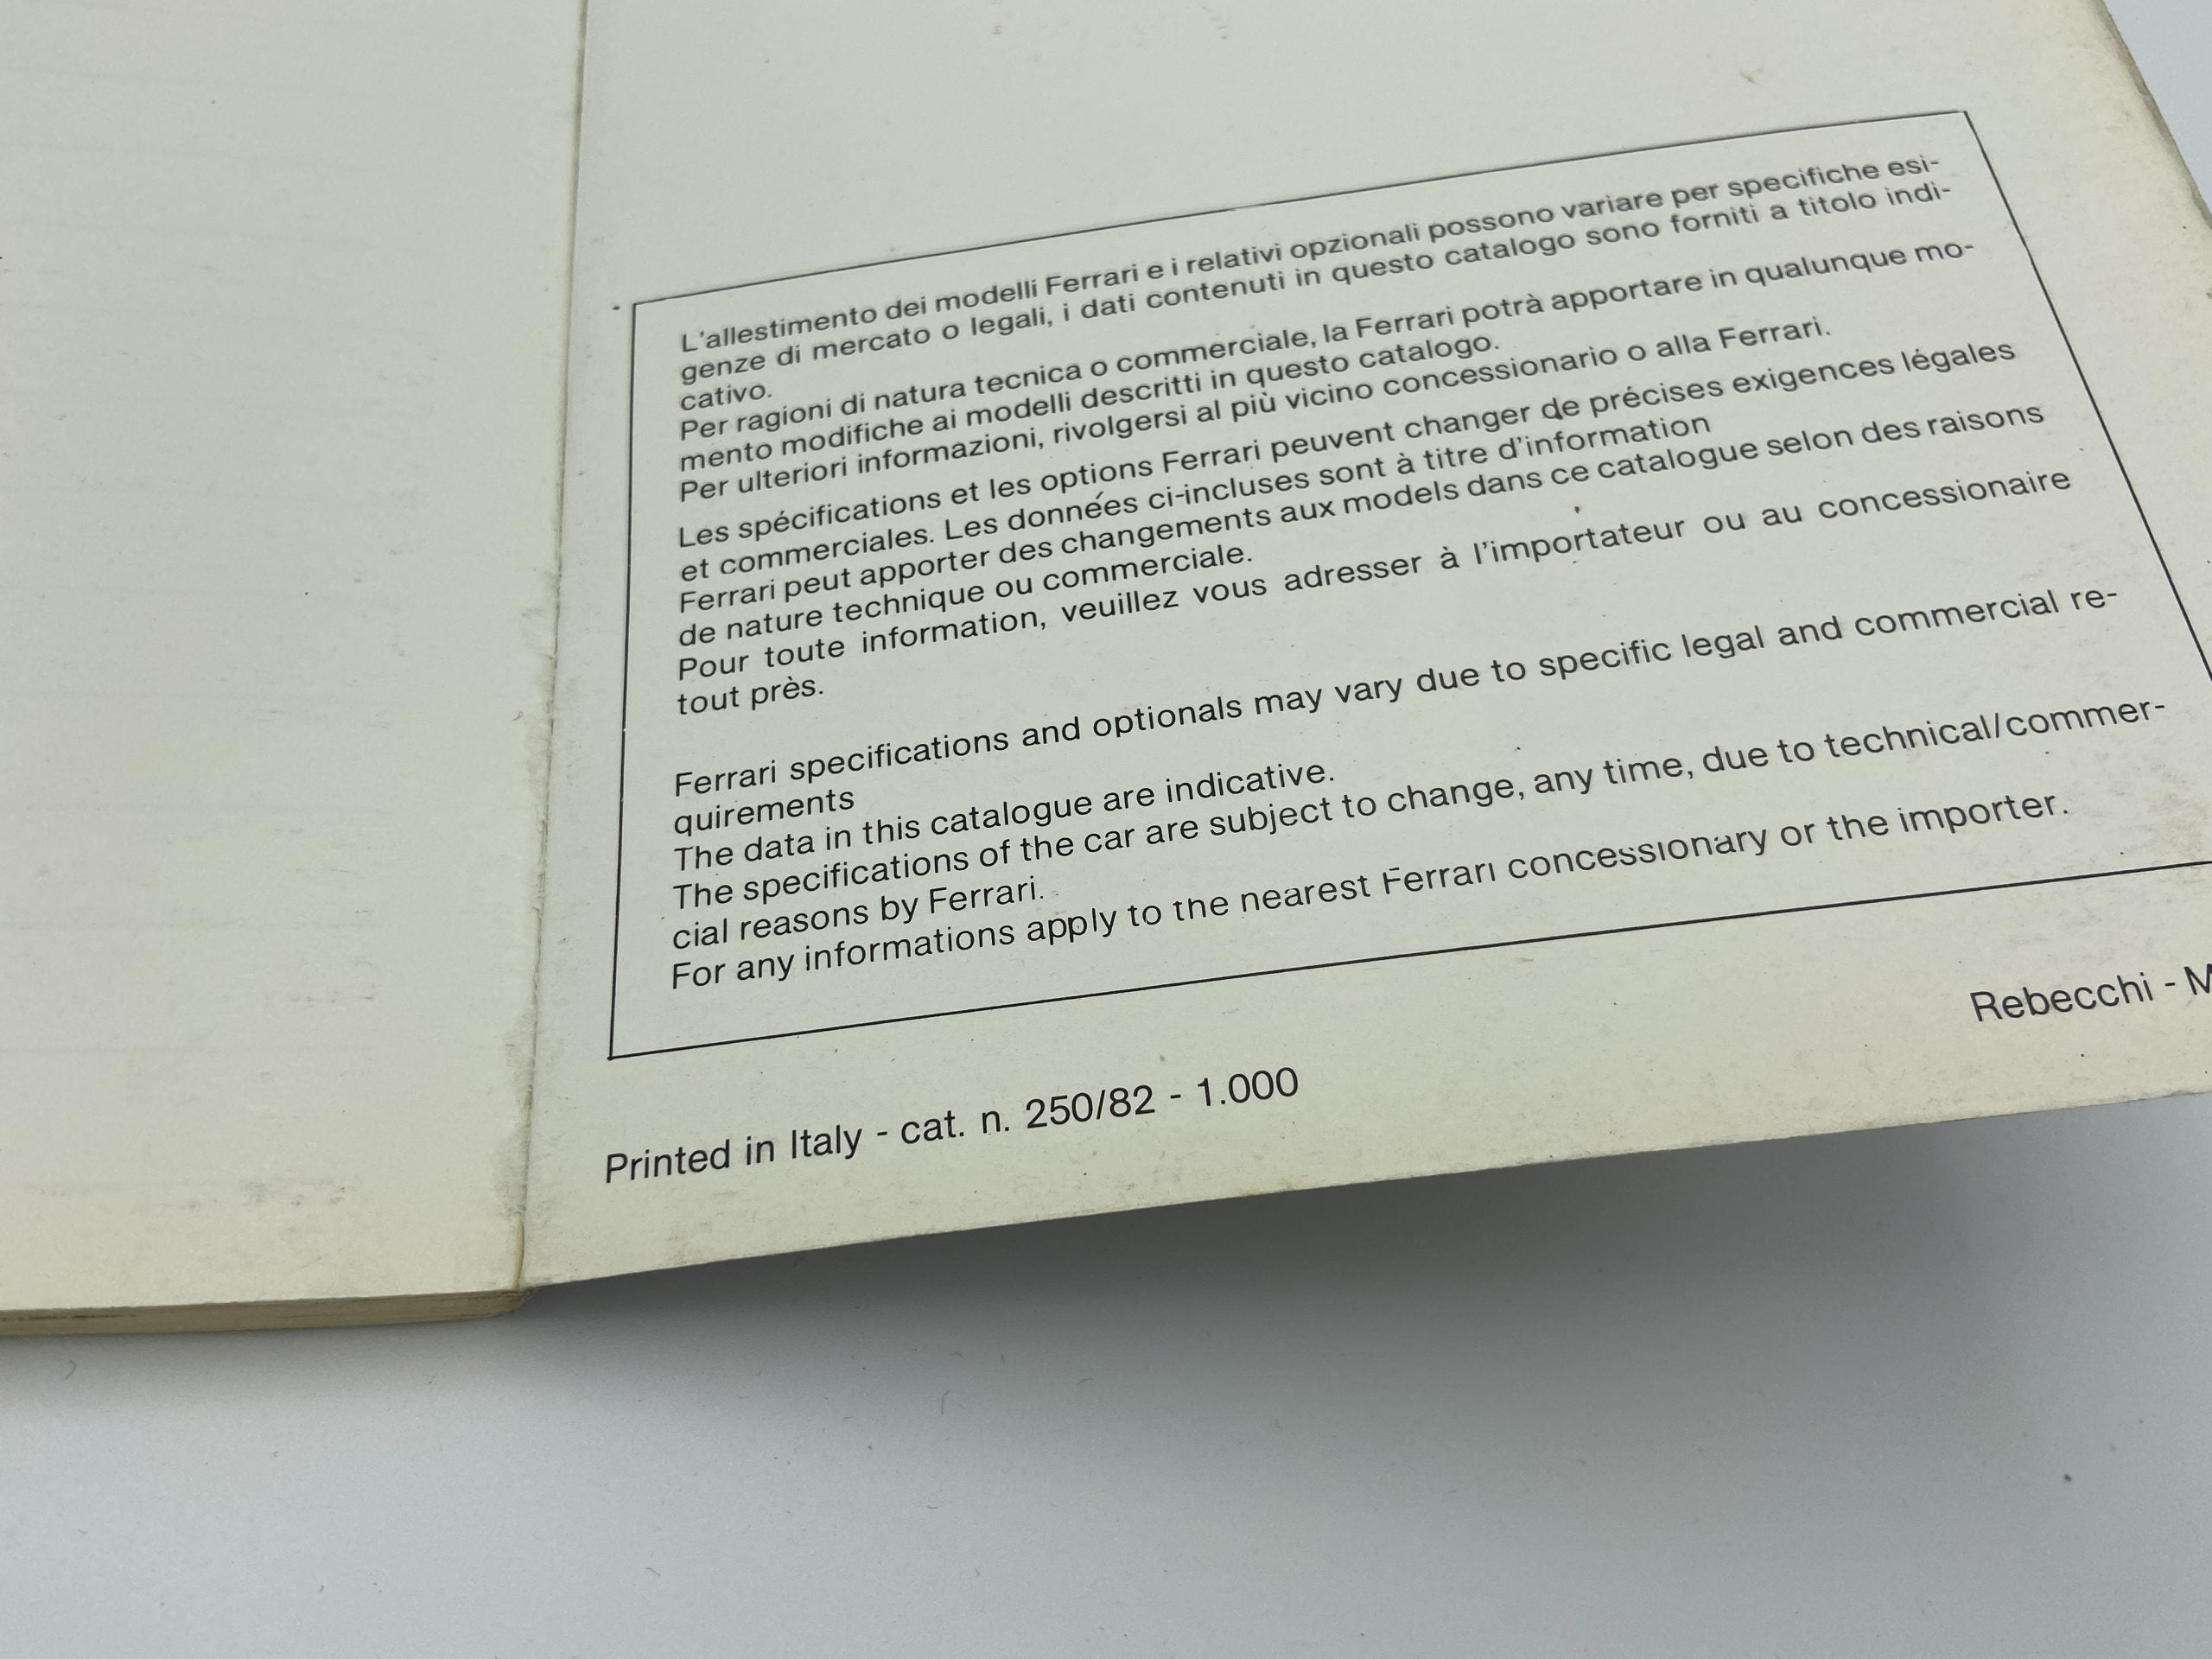 L'allestimento dei modelli Ferrari e i relativi opzionali possono variare per specifiche esi-
genze di mercato o legali, i dati contenuti in questo catalogo sono forniti a titolo indi-
cativo.
Per ragioni di natura tecnica o commerciale, la Ferrari potrà apportare in qualunque mo-
mento modifiche ai modelli descritti in questo catalogo.
Per ulteriori informazioni, rivolgersi al più vicino concessionario o alla Ferrari.
Les spécifications et les options Ferrari peuvent changer de précises exigences légales
et commerciales. Les données ci-incluses sont à titre d'information
Ferrari peut apporter des changements aux models dans ce catalogue selon des raisons
de nature technique ou commerciale.
Pour toute information, veuillez vous adresser à l'importateur ou au concessionaire
tout près.
Ferrari specifications and optionals may vary due to specific legal and commercial re-
quirements
The data in this catalogue are indicative.
The specifications of the car are subject to change, any time, due to technical/commer-
cial reasons by Ferrari.
For any informations apply to the nearest Ferrari concessionary or the importer.
Printed in Italy - cat. n. 250/82 - 1.000
Rebecchi - M